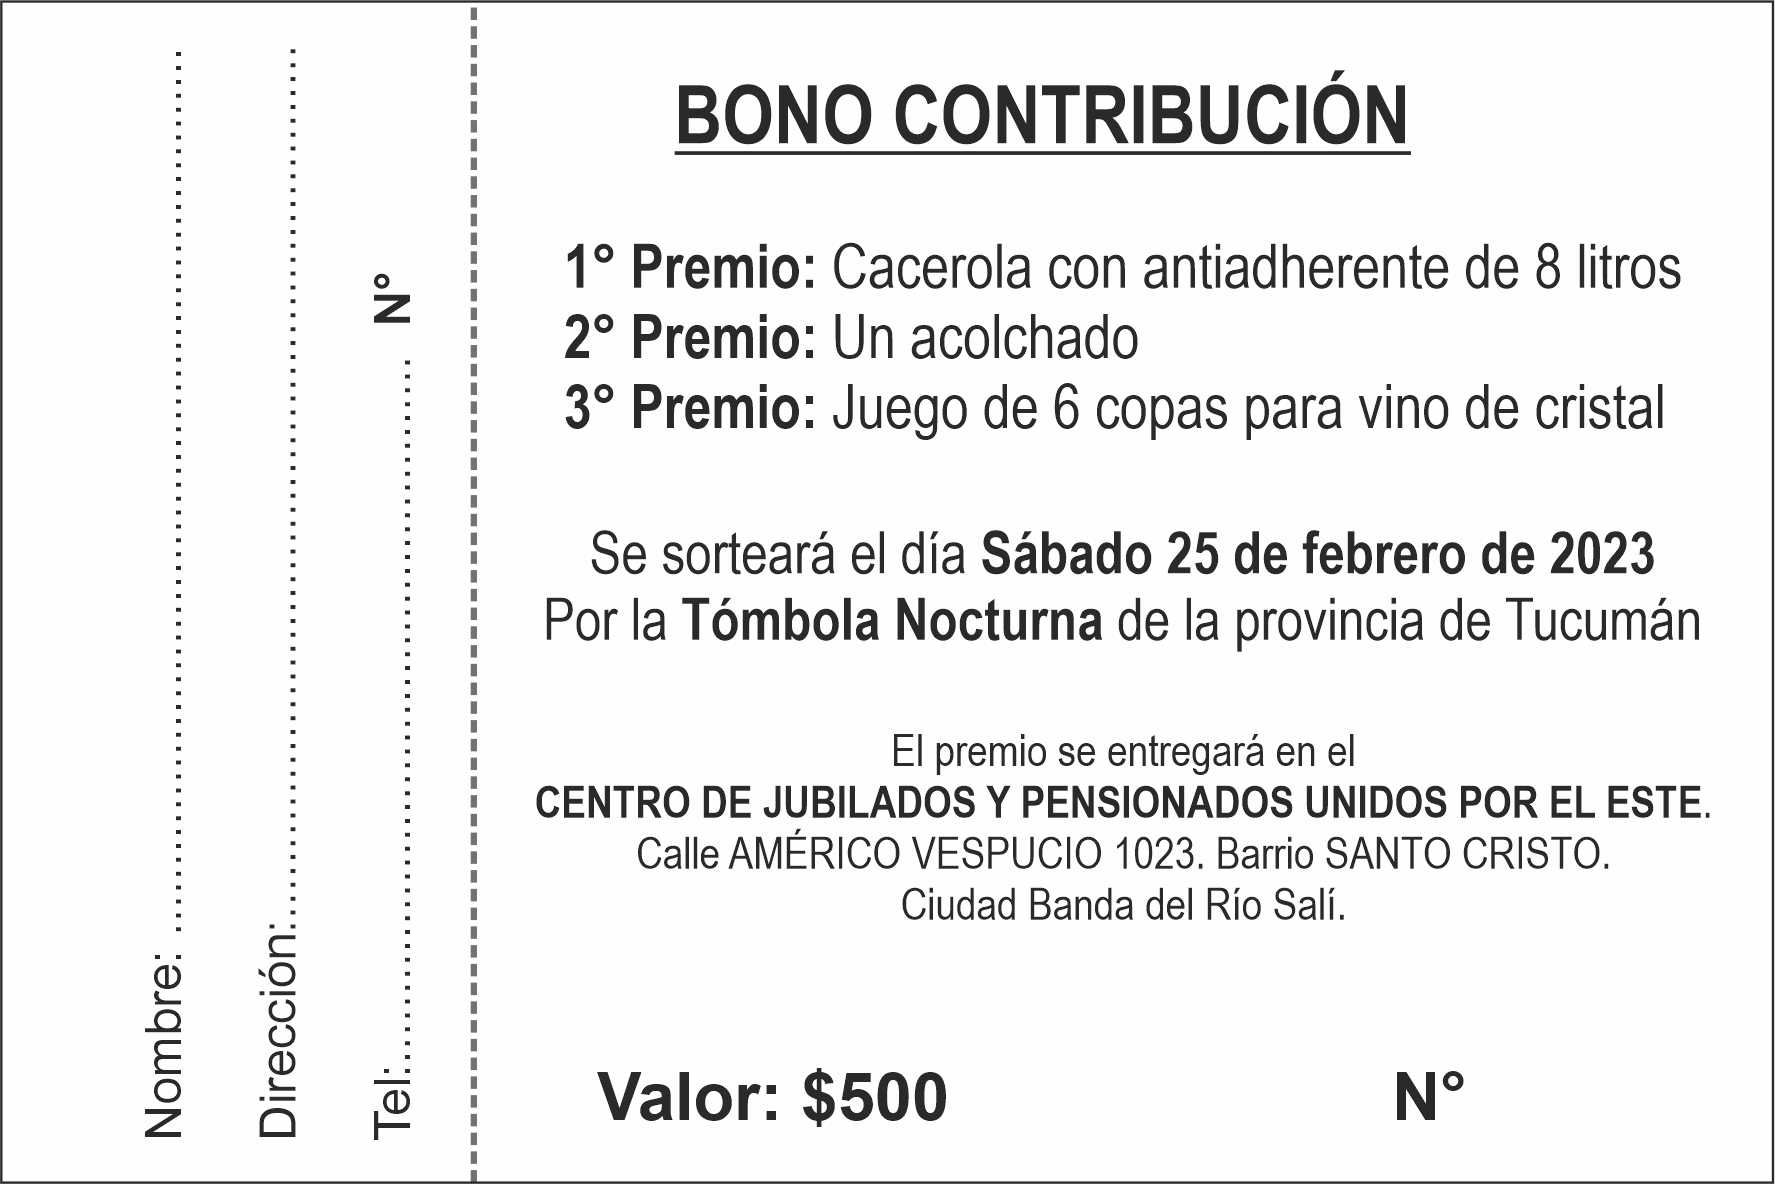 Nombre: ........................................
Dirección:........................................
Tel:........................................ N°
BONO CONTRIBUCIÓN
1° Premio: Cacerola con antiadherente de 8 litros
2° Premio: Un acolchado
3° Premio: Juego de 6 copas para vino de cristal
Se sorteará el día Sábado 25 de febrero de 2023
Por la Tómbola Nocturna de la provincia de Tucumán
El premio se entregará en el
CENTRO DE JUBILADOS Y PENSIONADOS UNIDOS POR EL ESTE.
Calle AMÉRICO VESPUCIO 1023. Barrio SANTO CRISTO.
Ciudad Banda del Río Salí.
Valor: $500 N°